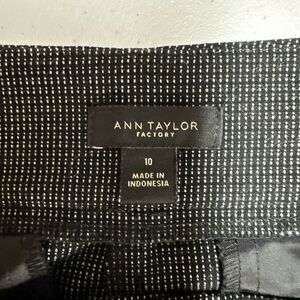 ANN TAYLOR
FACTORY
10
MADE IN
INDONESIA